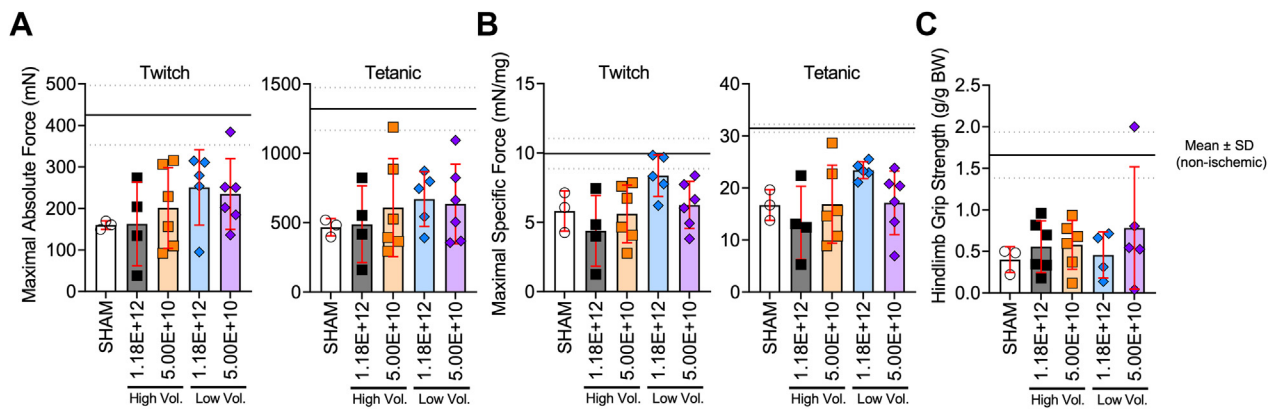 A
B
C
Twitch
Tetanic
Twitch
Tetanic
Maximal Absolute Force (mN)
500
400
300
200
100
0
1500
1000
500
0
Maximal Specific Force (mN/mg)
15
10
5
0
40
30
20
10
0
Hindlimb Grip Strength (g/g BW)
2.5
2.0
1.5
1.0
0.5
0.0
Mean ± SD
(non-ischemic)
SHAM
1.18E+12
5.00E+10
1.18E+12
5.00E+10
High Vol.
Low Vol.
SHAM
1.18E+12
5.00E+10
1.18E+12
5.00E+10
High Vol.
Low Vol.
SHAM
1.18E+12
5.00E+10
1.18E+12
5.00E+10
High Vol.
Low Vol.
SHAM
1.18E+12
5.00E+10
1.18E+12
5.00E+10
High Vol.
Low Vol.
SHAM
1.18E+12
5.00E+10
1.18E+12
5.00E+10
High Vol.
Low Vol.